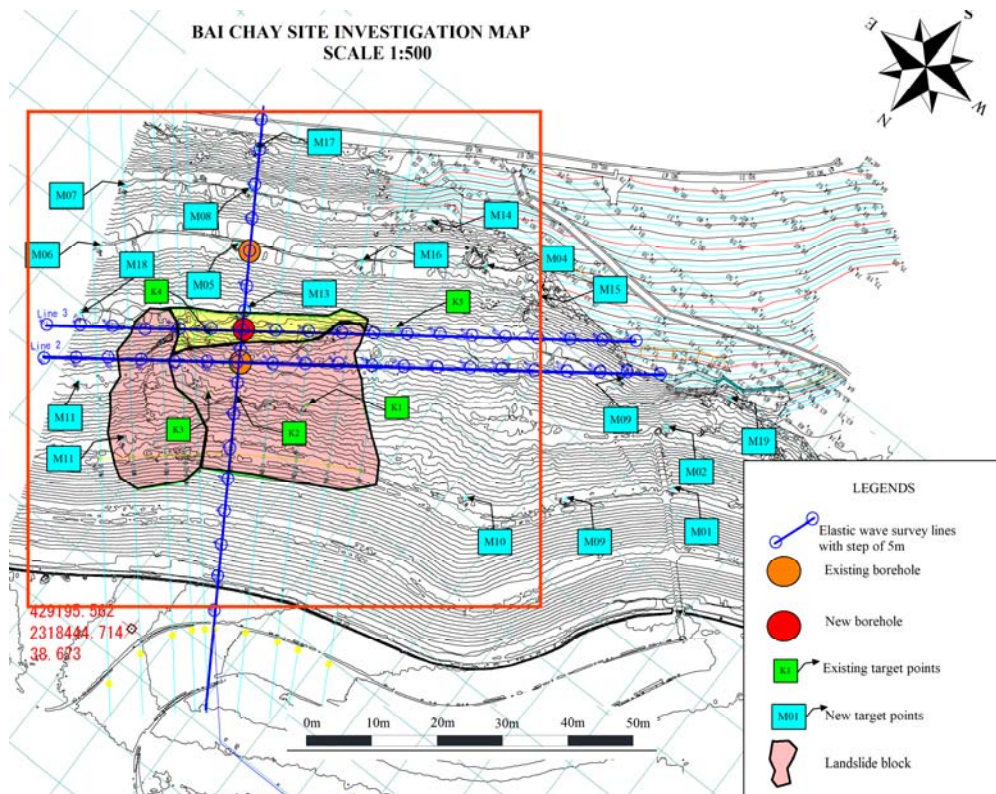 BAI CHAY SITE INVESTIGATION MAP
SCALE 1:500
S
E
W
N
M17
M07
M08
M14
M06
M18
M05
M16
M04
K4
M13
K5
M15
Line 3
Line 2
M11
K1
M09
K3
K2
M11
M19
M02
M10
M09
M01
429195.562
2318444.714
38.673
0m 10m 20m 30m 40m 50m
LEGENDS
Elastic wave survey lines
with step of 5m
Existing borehole
New borehole
K1 Existing target points
M01 New target points
Landslide block